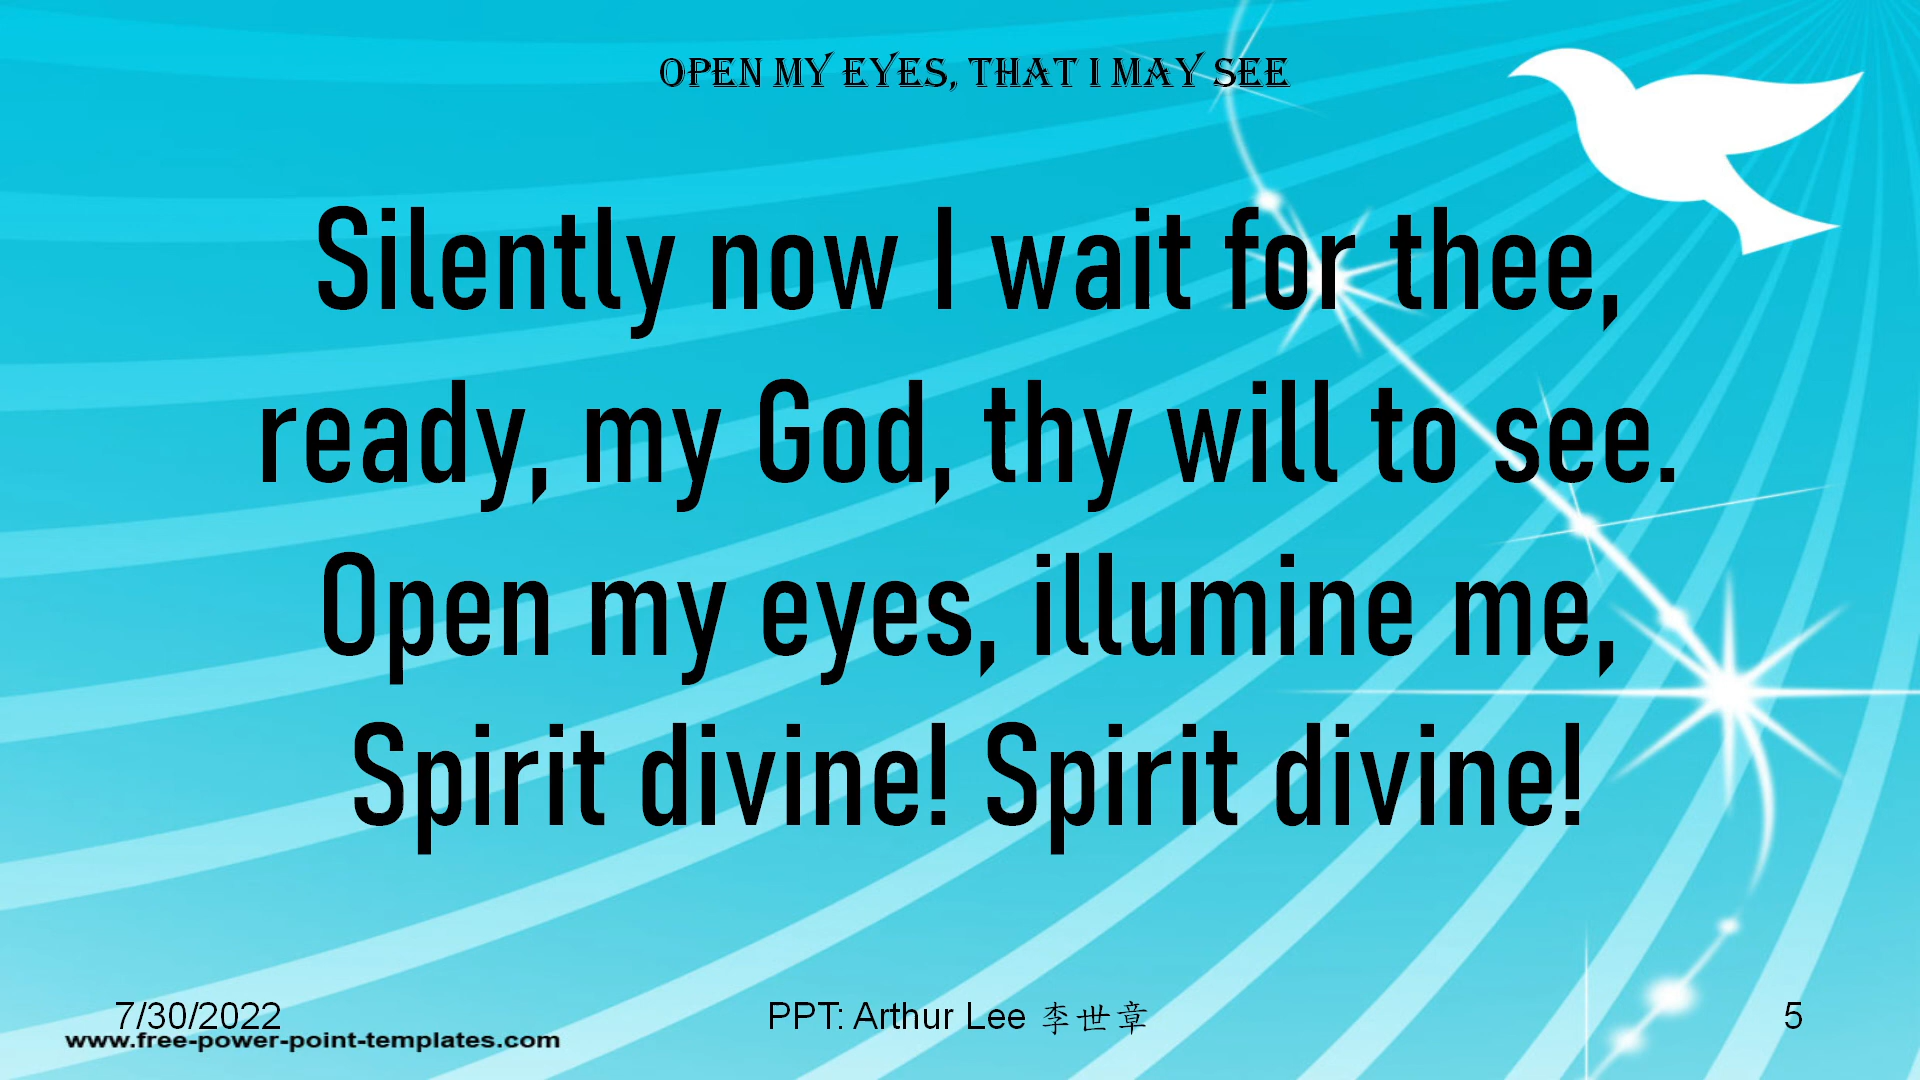 OPEN MY EYES, THAT I MAY SEE
Silently now I wait for thee,
ready, my God, thy will to see.
Open my eyes, illumine me,
Spirit divine! Spirit divine!
7/30/2022 PPT: Arthur Lee 李世章 5
www.free-power-point-templates.com